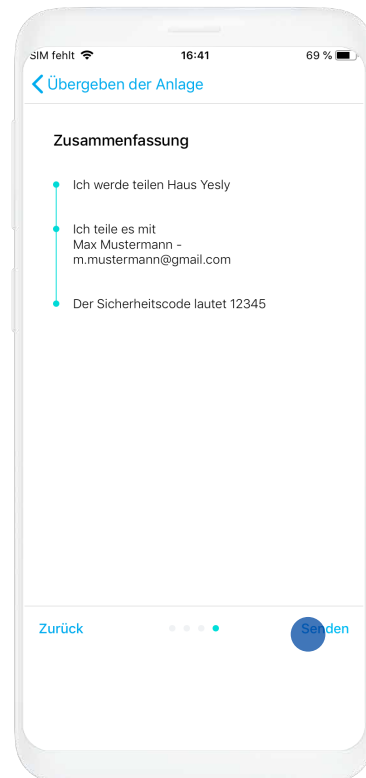 SIM fehlt 16:41 69 %
Übergeben der Anlage
Zusammenfassung
Ich werde teilen Haus Yesly
Ich teile es mit
Max Mustermann -
m.mustermann@gmail.com
Der Sicherheitscode lautet 12345
Zurück Senden